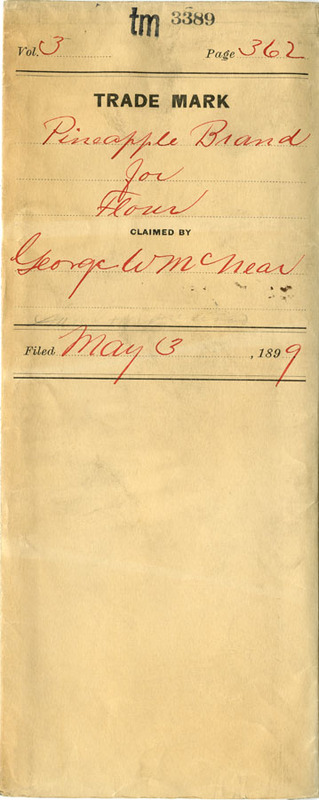 tm 3389
Vol. 3 Page 362
TRADE MARK
Pineapple Brand
for
Flour
CLAIMED BY
George W McNear
Filed May 3, 1899